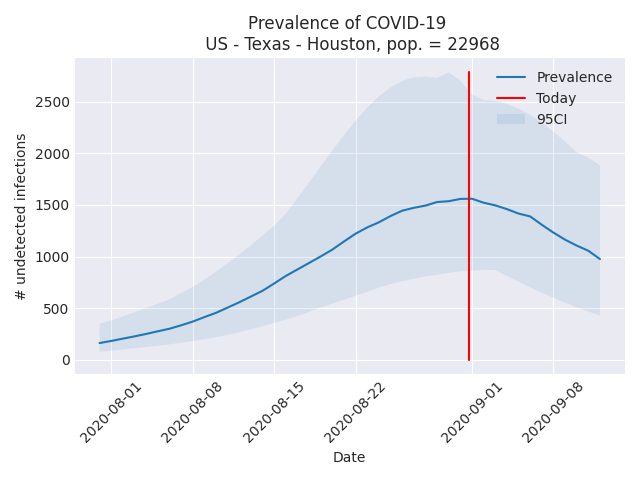 Prevalence of COVID-19
US - Texas - Houston, pop. = 22968
Prevalence
Today
95CI
# undetected infections
2500
2000
1500
1000
500
0
2020-08-01
2020-08-08
2020-08-15
2020-08-22
2020-09-01
2020-09-08
Date